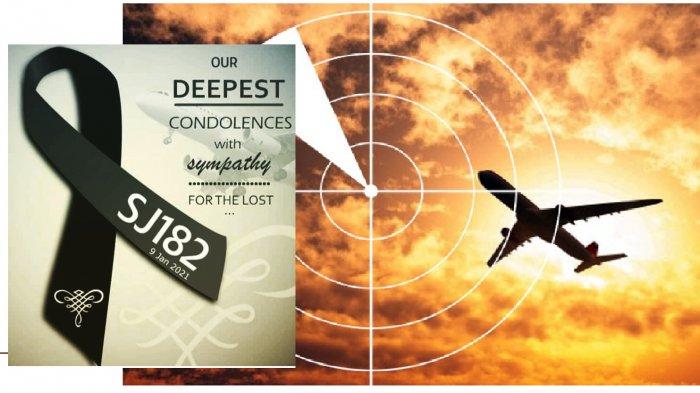 OUR
DEEPEST
CONDOLENCES
with
sympathy
FOR THE LOST
...
SJ182
9 Jan 2021